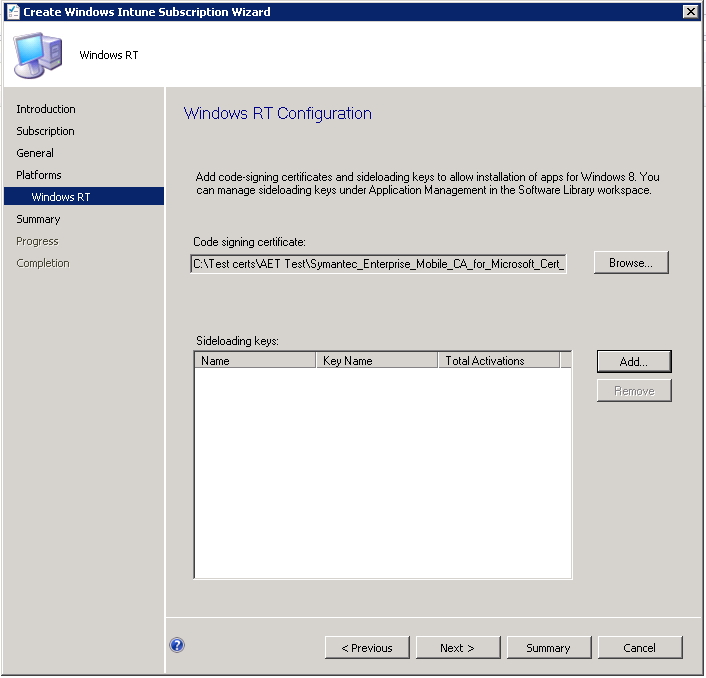 Create Windows Intune Subscription Wizard
Windows RT
Introduction
Subscription
General
Platforms
Windows RT
Summary
Progress
Completion
Windows RT Configuration
Add code-signing certificates and sideloading keys to allow installation of apps for Windows 8. You
can manage sideloading keys under Application Management in the Software Library workspace.
Code signing certificate:
C:\Test certs\AET Test\Symantec_Enterprise_Mobile_CA_for_Microsoft_Cert_
Browse...
Sideloading keys:
Name Key Name Total Activations
Add...
Remove
?
< Previous Next > Summary Cancel